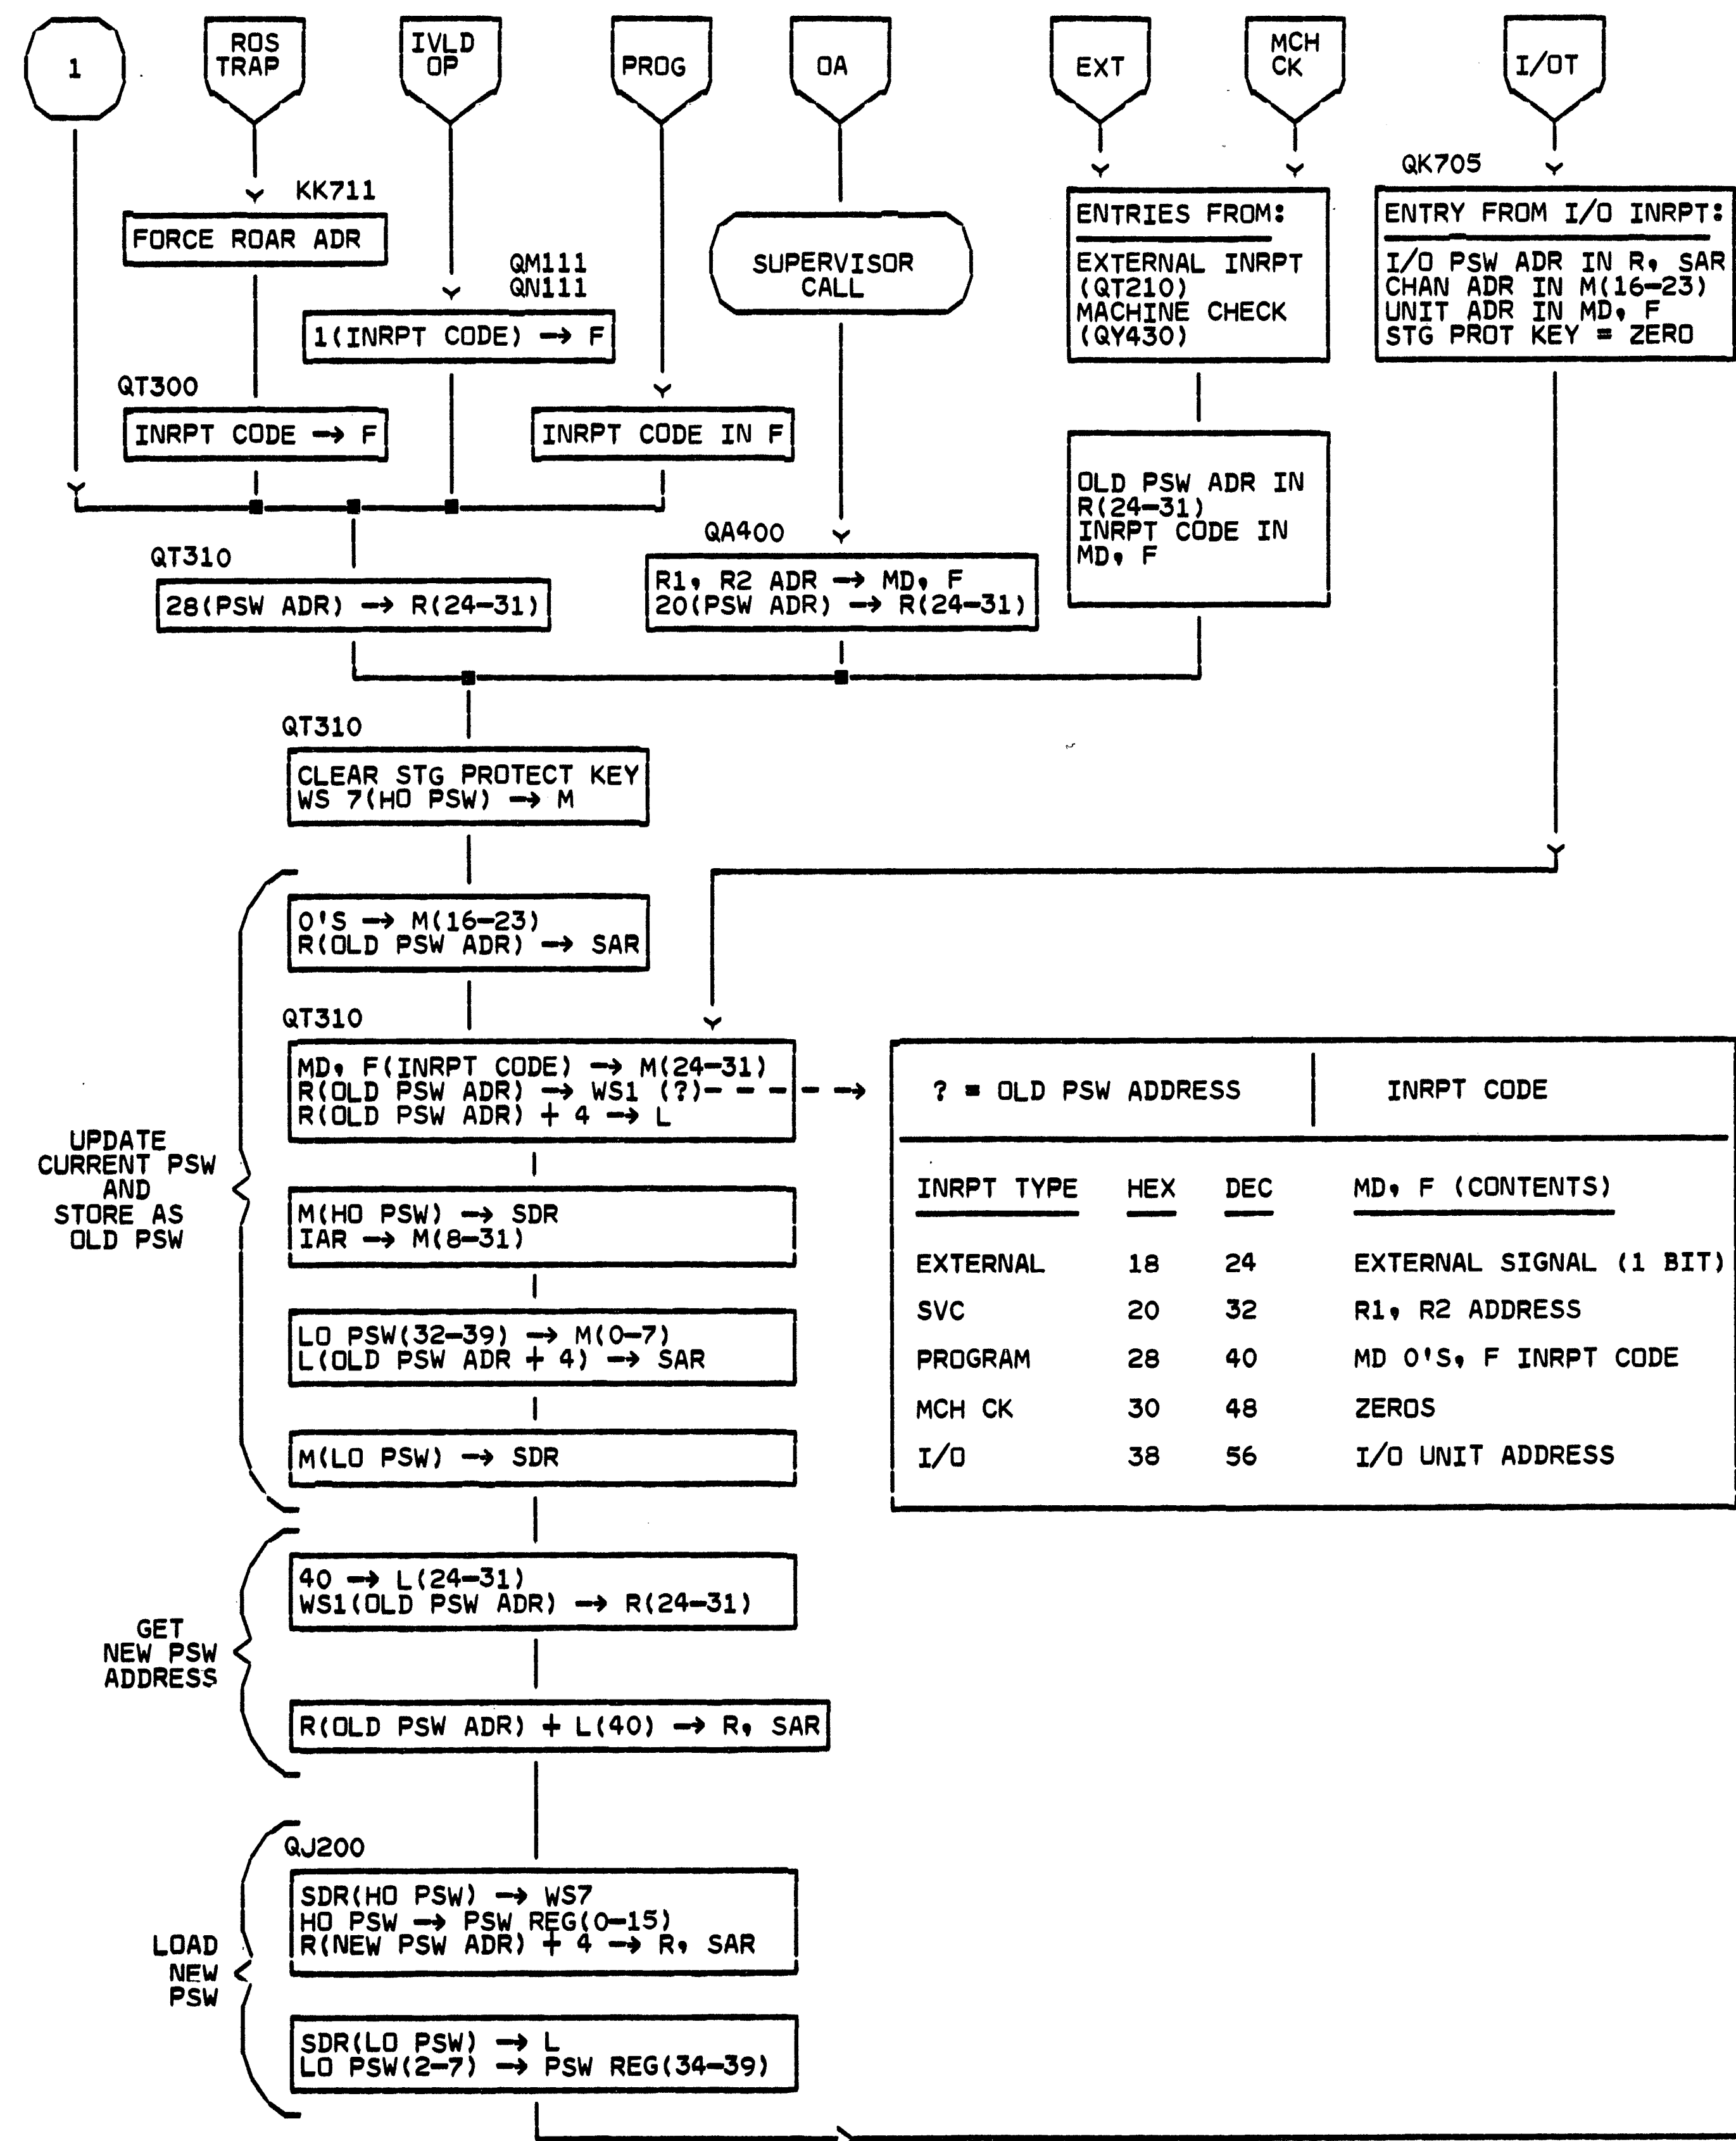 1
ROS
TRAP
IVLD
OP
PROG
OA
EXT
MCH
CK
I/OT
KK711
FORCE ROAR ADR
QM111
QN111
1(INRPT CODE) → F
SUPERVISOR
CALL
ENTRIES FROM:
EXTERNAL INRPT
(QT210)
MACHINE CHECK
(QY430)
QK705
ENTRY FROM I/O INRPT:
I/O PSW ADR IN R, SAR
CHAN ADR IN M(16-23)
UNIT ADR IN MD, F
STG PROT KEY = ZERO
QT300
INRPT CODE → F
INRPT CODE IN F
OLD PSW ADR IN
R(24-31)
INRPT CODE IN
MD, F
QT310
28(PSW ADR) → R(24-31)
QA400
R1, R2 ADR → MD, F
20(PSW ADR) → R(24-31)
QT310
CLEAR STG PROTECT KEY
WS 7(HO PSW) → M
0'S → M(16-23)
R(OLD PSW ADR) → SAR
QT310
MD, F(INRPT CODE) → M(24-31)
R(OLD PSW ADR) → WS1 (?)- - - - →
R(OLD PSW ADR) + 4 → L
UPDATE
CURRENT PSW
AND
STORE AS
OLD PSW
M(HO PSW) → SDR
IAR → M(8-31)
LO PSW(32-39) → M(0-7)
L(OLD PSW ADR + 4) → SAR
M(LO PSW) → SDR
? = OLD PSW ADDRESS INRPT CODE
INRPT TYPE HEX DEC MD, F (CONTENTS)
EXTERNAL 18 24 EXTERNAL SIGNAL (1 BIT)
SVC 20 32 R1, R2 ADDRESS
PROGRAM 28 40 MD 0'S, F INRPT CODE
MCH CK 30 48 ZEROS
I/O 38 56 I/O UNIT ADDRESS
GET
NEW PSW
ADDRESS
40 → L(24-31)
WS1(OLD PSW ADR) → R(24-31)
R(OLD PSW ADR) + L(40) → R, SAR
QJ200
LOAD
NEW
PSW
SDR(HO PSW) → WS7
HO PSW → PSW REG(0-15)
R(NEW PSW ADR) + 4 → R, SAR
SDR(LO PSW) → L
LO PSW(2-7) → PSW REG(34-39)